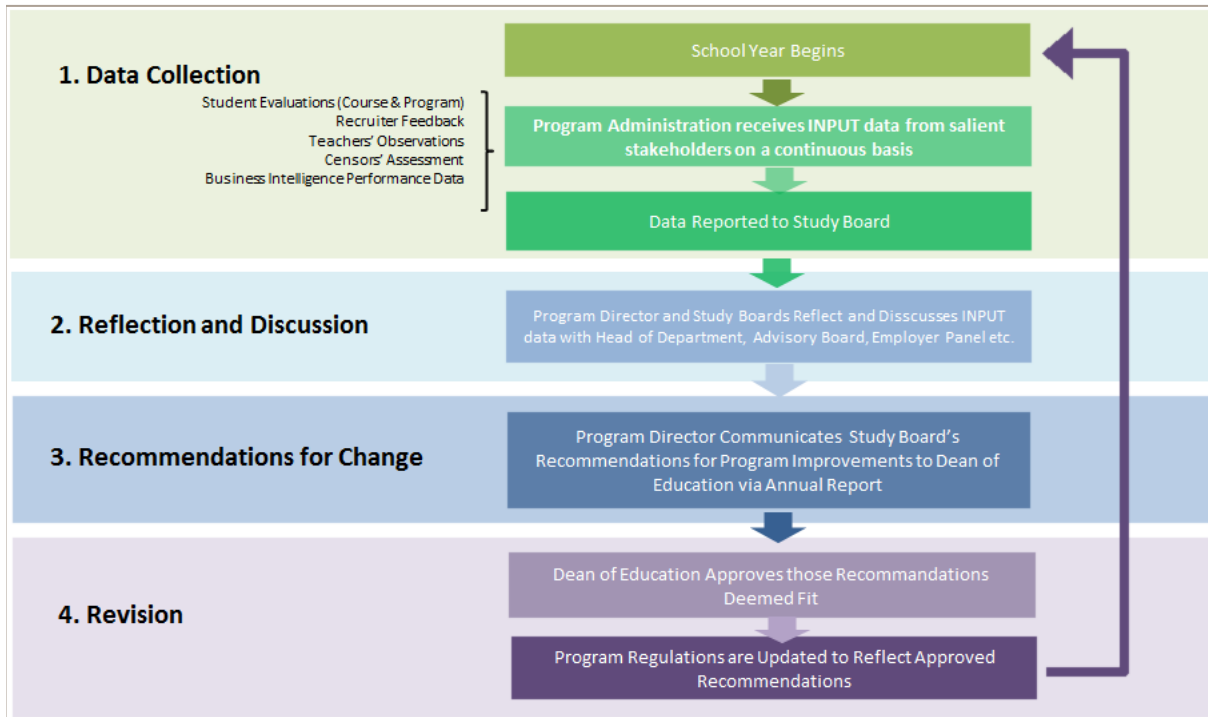 1. Data Collection
Student Evaluations (Course & Program)
Recruiter Feedback
Teachers' Observations
Censors' Assessment
Business Intelligence Performance Data
School Year Begins
Program Administration receives INPUT data from salient
stakeholders on a continuous basis
Data Reported to Study Board
2. Reflection and Discussion
Program Director and Study Boards Reflect and Disscusses INPUT
data with Head of Department, Advisory Board, Employer Panel etc.
3. Recommendations for Change
Program Director Communicates Study Board's
Recommendations for Program Improvements to Dean of
Education via Annual Report
4. Revision
Dean of Education Approves those Recommandations
Deemed Fit
Program Regulations are Updated to Reflect Approved
Recommendations